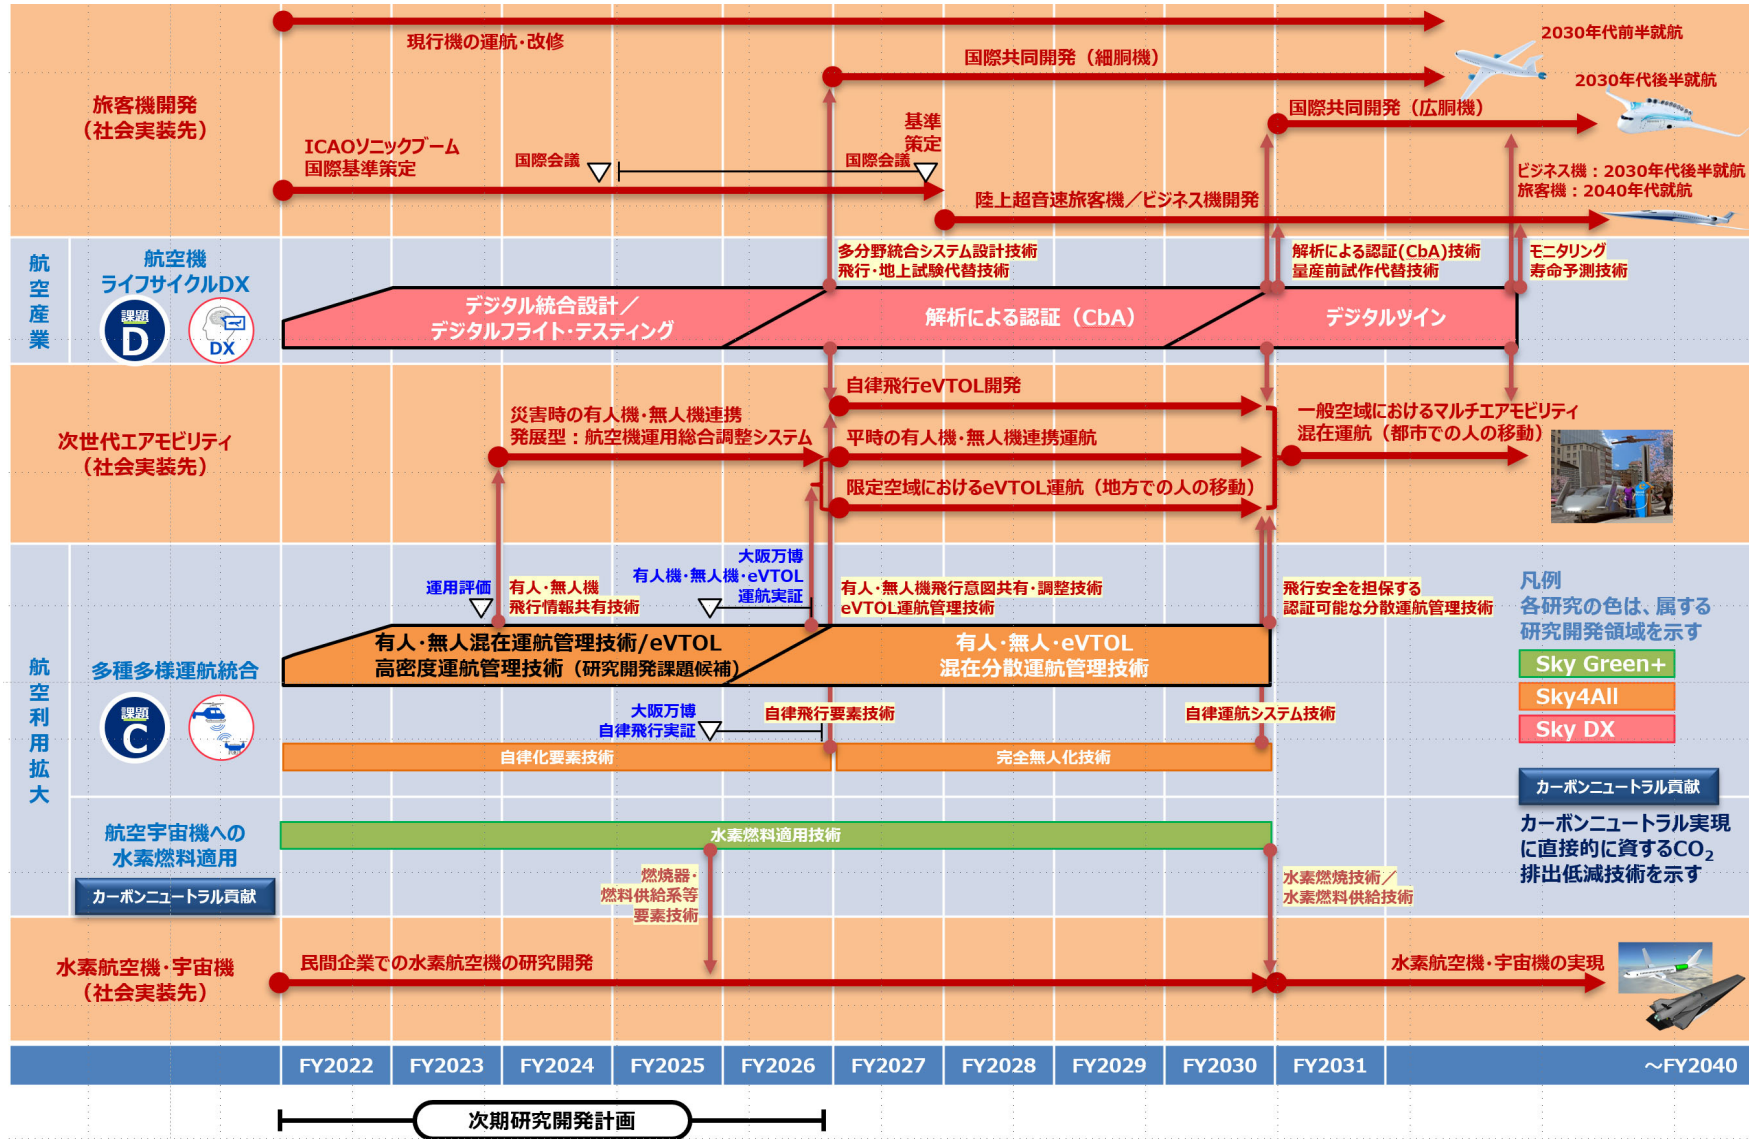 現行機の運航・改修
2030年代前半就航
国際共同開発（細胴機）
2030年代後半就航
旅客機開発
（社会実装先）
国際共同開発（広胴機）
基準
策定
ICAOソニックブーム
国際基準策定
国際会議
国際会議
ビジネス機：2030年代後半就航
旅客機：2040年代就航
陸上超音速旅客機／ビジネス機開発
航空産業
航空機
ライフサイクルDX
課題
D
DX
多分野統合システム設計技術
飛行・地上試験代替技術
解析による認証(CbA)技術
量産前試作代替技術
モニタリング
寿命予測技術
デジタル統合設計／
デジタルフライト・テスティング
解析による認証（CbA）
デジタルツイン
次世代エアモビリティ
（社会実装先）
自律飛行eVTOL開発
災害時の有人機・無人機連携
発展型：航空機運用総合調整システム
平時の有人機・無人機連携運航
限定空域におけるeVTOL運航（地方での人の移動）
一般空域におけるマルチエアモビリティ
混在運航（都市での人の移動）
航空利用拡大
多種多様運航統合
課題
C
運用評価
有人・無人機
飛行情報共有技術
大阪万博
有人機・無人機・eVTOL
運航実証
有人・無人機飛行意図共有・調整技術
eVTOL運航管理技術
飛行安全を担保する
認証可能な分散運航管理技術
有人・無人混在運航管理技術/eVTOL
高密度運航管理技術（研究開発課題候補）
有人・無人・eVTOL
混在分散運航管理技術
大阪万博
自律飛行実証
自律飛行要素技術
自律運航システム技術
自律化要素技術
完全無人化技術
凡例
各研究の色は、属する
研究開発領域を示す
Sky Green+
Sky4All
Sky DX
カーボンニュートラル貢献
カーボンニュートラル実現
に直接的に資するCO2
排出低減技術を示す
航空宇宙機への
水素燃料適用
カーボンニュートラル貢献
水素燃料適用技術
燃焼器・
燃料供給系等
要素技術
水素燃焼技術／
水素燃料供給技術
水素航空機・宇宙機
（社会実装先）
民間企業での水素航空機の研究開発
水素航空機・宇宙機の実現
FY2022
FY2023
FY2024
FY2025
FY2026
FY2027
FY2028
FY2029
FY2030
FY2031
～FY2040
次期研究開発計画